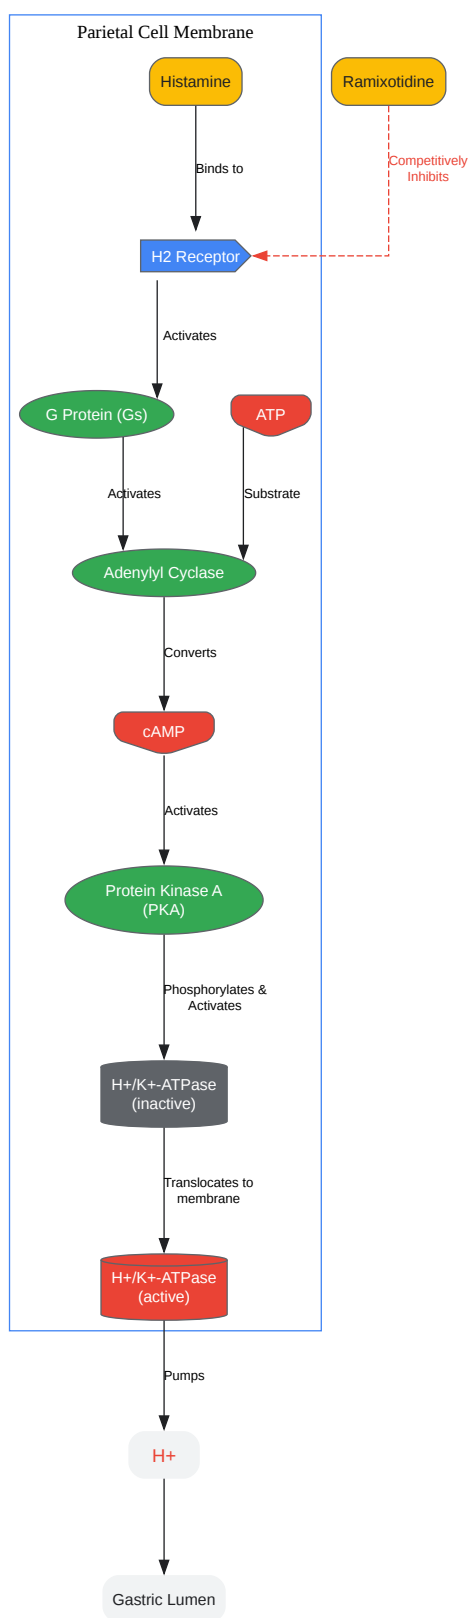 Parietal Cell Membrane
Histamine
Ramixotidine
Binds to
Competitively
Inhibits
H2 Receptor
Activates
G Protein (Gs)
ATP
Activates
Substrate
Adenylyl Cyclase
Converts
cAMP
Activates
Protein Kinase A
(PKA)
Phosphorylates &
Activates
H+/K+-ATPase
(inactive)
Translocates to
membrane
H+/K+-ATPase
(active)
Pumps
H+
Gastric Lumen